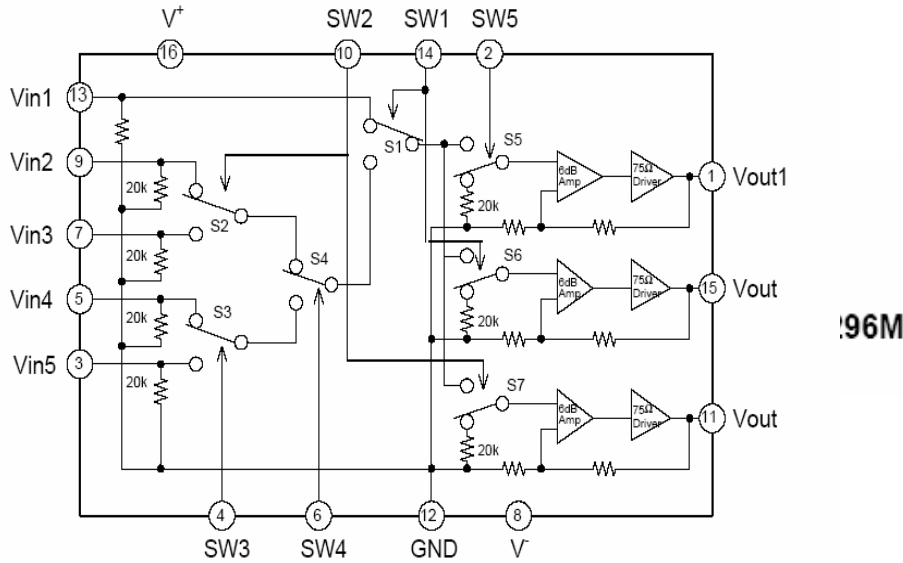 V+
SW2
SW1
SW5
16
10
14
2
Vin1
13
S1
S5
Vin2
9
20k
6dB
Amp
75Ω
Driver
1
Vout1
20k
S2
Vin3
7
20k
S4
S6
Vin4
5
S3
20k
6dB
Amp
75Ω
Driver
15
Vout
20k
296M
Vin5
3
20k
S7
6dB
Amp
75Ω
Driver
11
Vout
20k
4
6
12
8
SW3
SW4
GND
V-